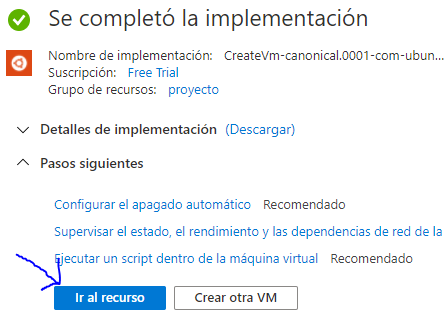 Se completó la implementación
Nombre de implementación: CreateVm-canonical.0001-com-ubun...
Suscripción: Free Trial
Grupo de recursos: proyecto
Detalles de implementación (Descargar)
Pasos siguientes
Configurar el apagado automático Recomendado
Supervisar el estado, el rendimiento y las dependencias de red de la
Ejecutar un script dentro de la máquina virtual Recomendado
Ir al recurso Crear otra VM